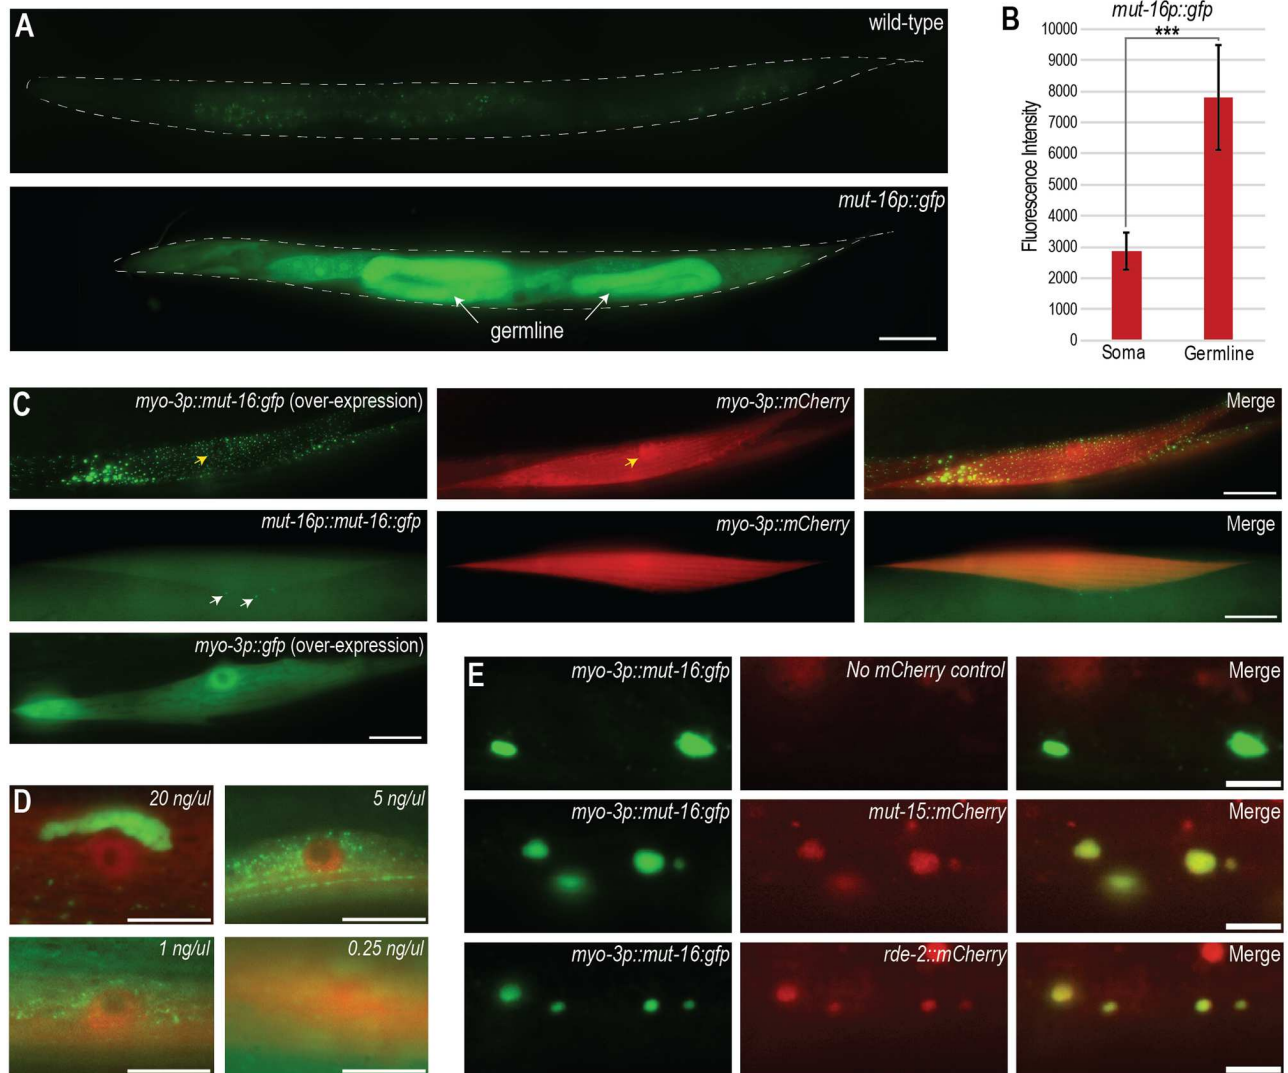 A
wild-type
mut-16p::gfp
germline
B
mut-16p::gfp
***
Fluorescence Intensity
10000
9000
8000
7000
6000
5000
4000
3000
2000
1000
0
Soma
Germline
C
myo-3p::mut-16:gfp (over-expression)
myo-3p::mCherry
Merge
mut-16p::mut-16::gfp
myo-3p::mCherry
Merge
myo-3p::gfp (over-expression)
D
20 ng/ul
5 ng/ul
1 ng/ul
0.25 ng/ul
E
myo-3p::mut-16:gfp
No mCherry control
Merge
myo-3p::mut-16:gfp
mut-15::mCherry
Merge
myo-3p::mut-16:gfp
rde-2::mCherry
Merge